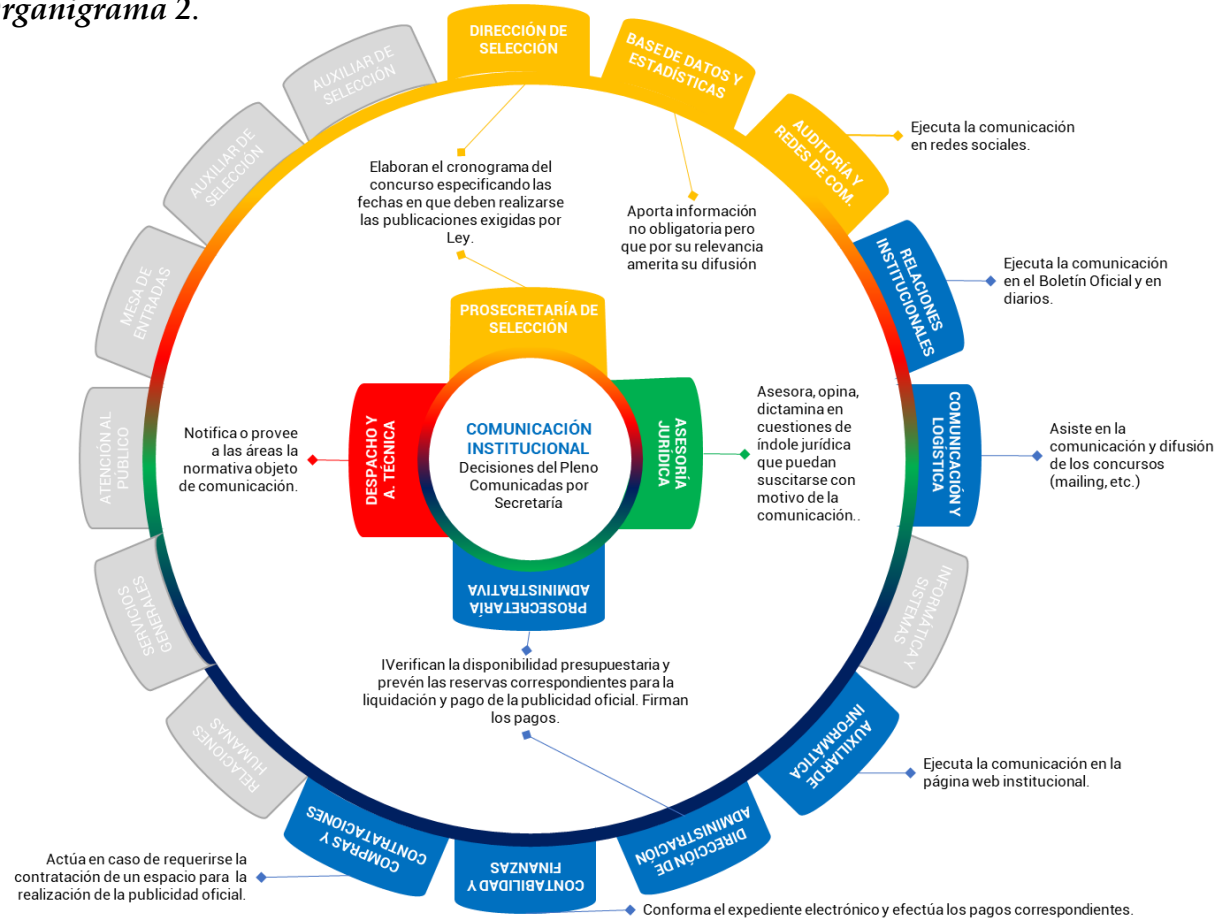 rganigrama 2.
DIRECCIÓN DE
SELECCIÓN
BASE DE DATOS Y
ESTADÍSTICAS
AUDITORÍA Y
REDES DE COM.
RELACIONES
INSTITUCIONALES
COMUNICACIÓN Y
LOGÍSTICA
INFORMÁTICA Y
SISTEMAS
AUXILIAR DE
INFORMÁTICA
DIRECCIÓN DE
ADMINISTRACIÓN
CONTABILIDAD Y
FINANZAS
COMPRAS Y
CONTRATACIONES
RELACIONES
HUMANAS
SERVICIOS
GENERALES
ATENCIÓN AL
PÚBLICO
MESA DE
ENTRADAS
AUXILIAR DE
SELECCIÓN
AUXILIAR DE
SELECCIÓN
Ejecuta la comunicación
en redes sociales.
Elaboran el cronograma del
concurso especificando las
fechas en que deben realizarse
las publicaciones exigidas por
Ley.
Aporta información
no obligatoria pero
que por su relevancia
amerita su difusión
Ejecuta la comunicación
en el Boletín Oficial y en
diarios.
PROSECRETARÍA DE
SELECCIÓN
DESPACHO Y
A. TÉCNICA
COMUNICACIÓN
INSTITUCIONAL
Decisiones del Pleno
Comunicadas por
Secretaría
ASESORÍA
JURÍDICA
PROSECRETARÍA
ADMINISTRATIVA
Notifica o provee
a las áreas la
normativa objeto
de comunicación.
Asesora, opina,
dictamina en
cuestiones de
índole jurídica
que puedan
suscitarse con
motivo de la
comunicación..
Asiste en la
comunicación y difusión
de los concursos
(mailing, etc.)
IVerifican la disponibilidad presupuestaria y
prevén las reservas correspondientes para la
liquidación y pago de la publicidad oficial. Firman
los pagos.
Ejecuta la comunicación en la
página web institucional.
Actúa en caso de requerirse la
contratación de un espacio para la
realización de la publicidad oficial.
Conforma el expediente electrónico y efectúa los pagos correspondientes.